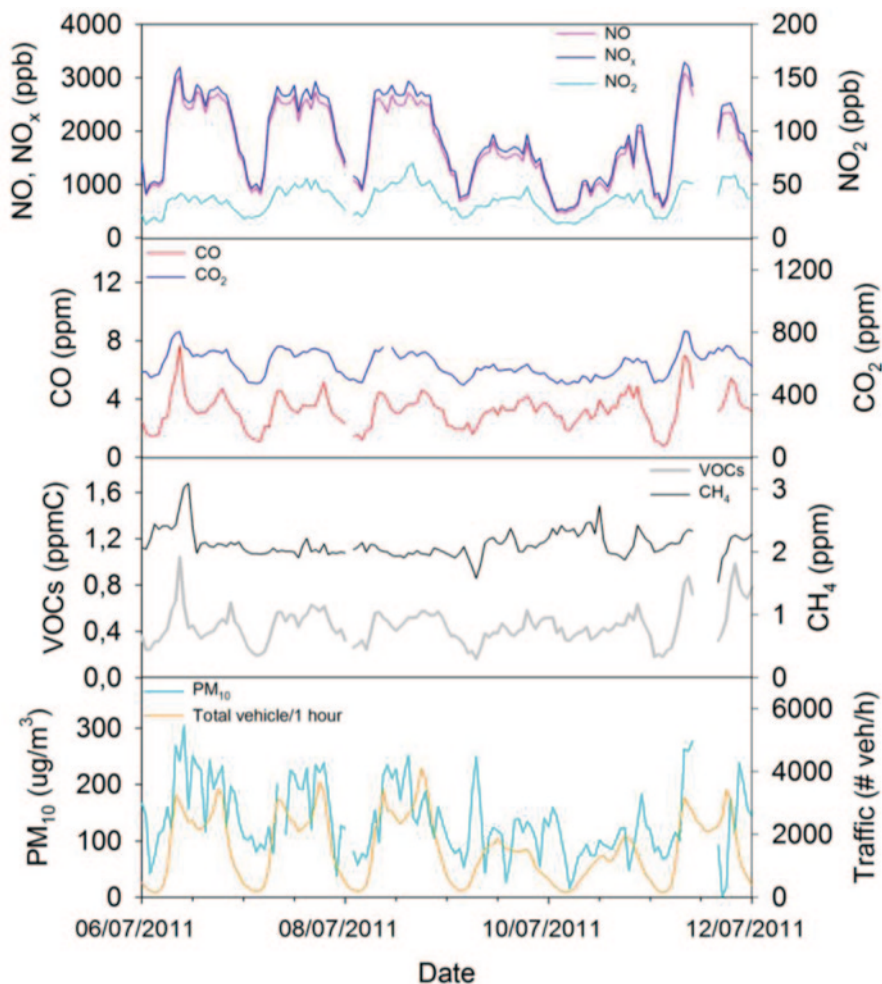 4000
3000
2000
1000
0
NO, NOx (ppb)
NO
NOx
NO2
200
150
100
50
0
NO2 (ppb)
12
8
4
0
CO (ppm)
CO
CO2
1200
800
400
0
CO2 (ppm)
1,6
1,2
0,8
0,4
0,0
VOCs (ppmC)
VOCs
CH4
3
2
1
0
CH4 (ppm)
300
200
100
0
PM10 (ug/m3)
PM10
Total vehicle/1 hour
6000
4000
2000
0
Traffic (# veh/h)
06/07/2011 08/07/2011 10/07/2011 12/07/2011
Date